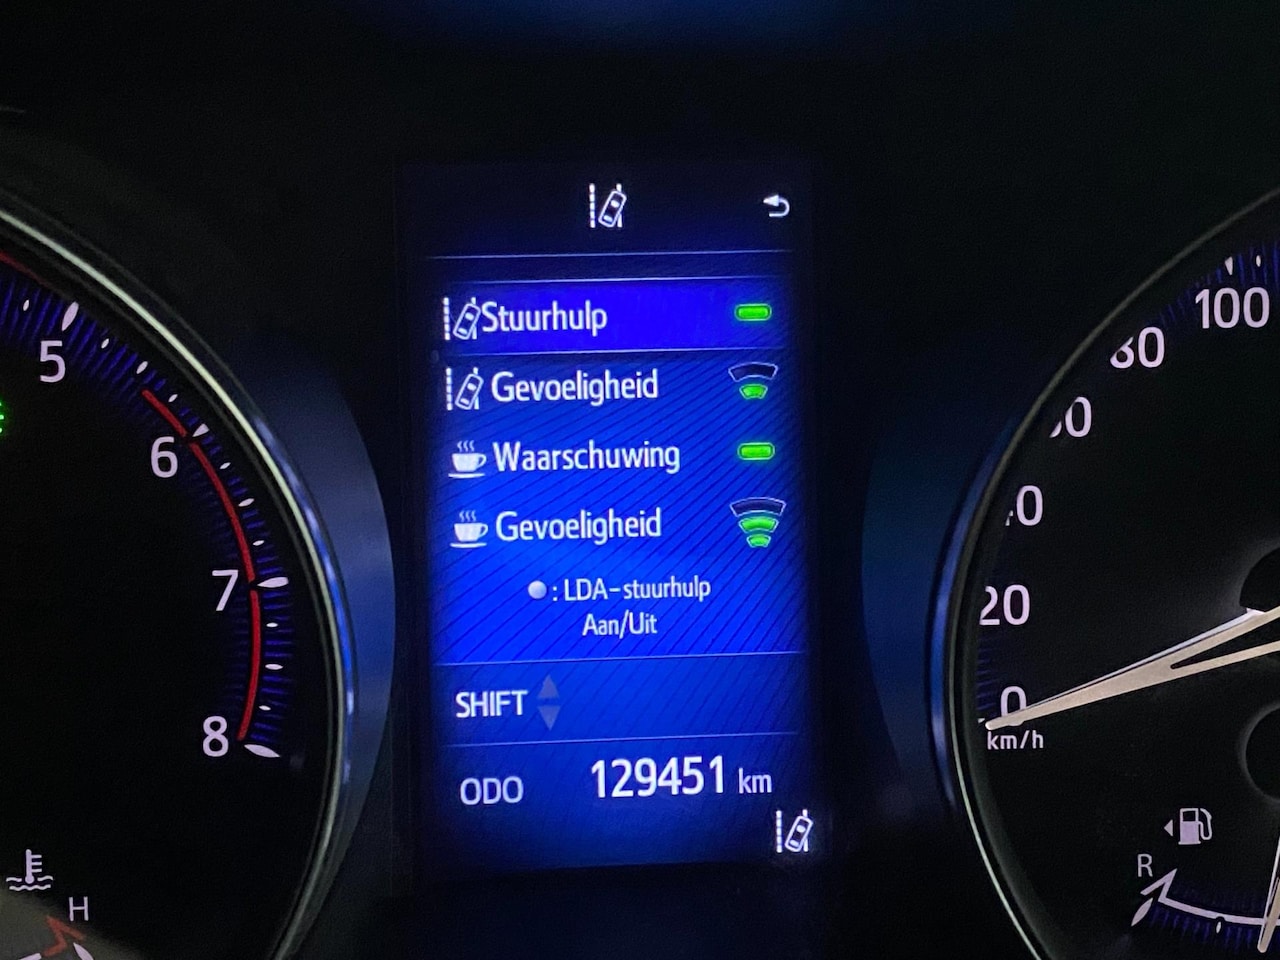 Stuurhulp
Gevoeligheid
Waarschuwing
Gevoeligheid
: LDA-stuurhulp
Aan/Uit
SHIFT
ODO 129451 km
5
6
7
8
H
100
80
20
0
km/h
R